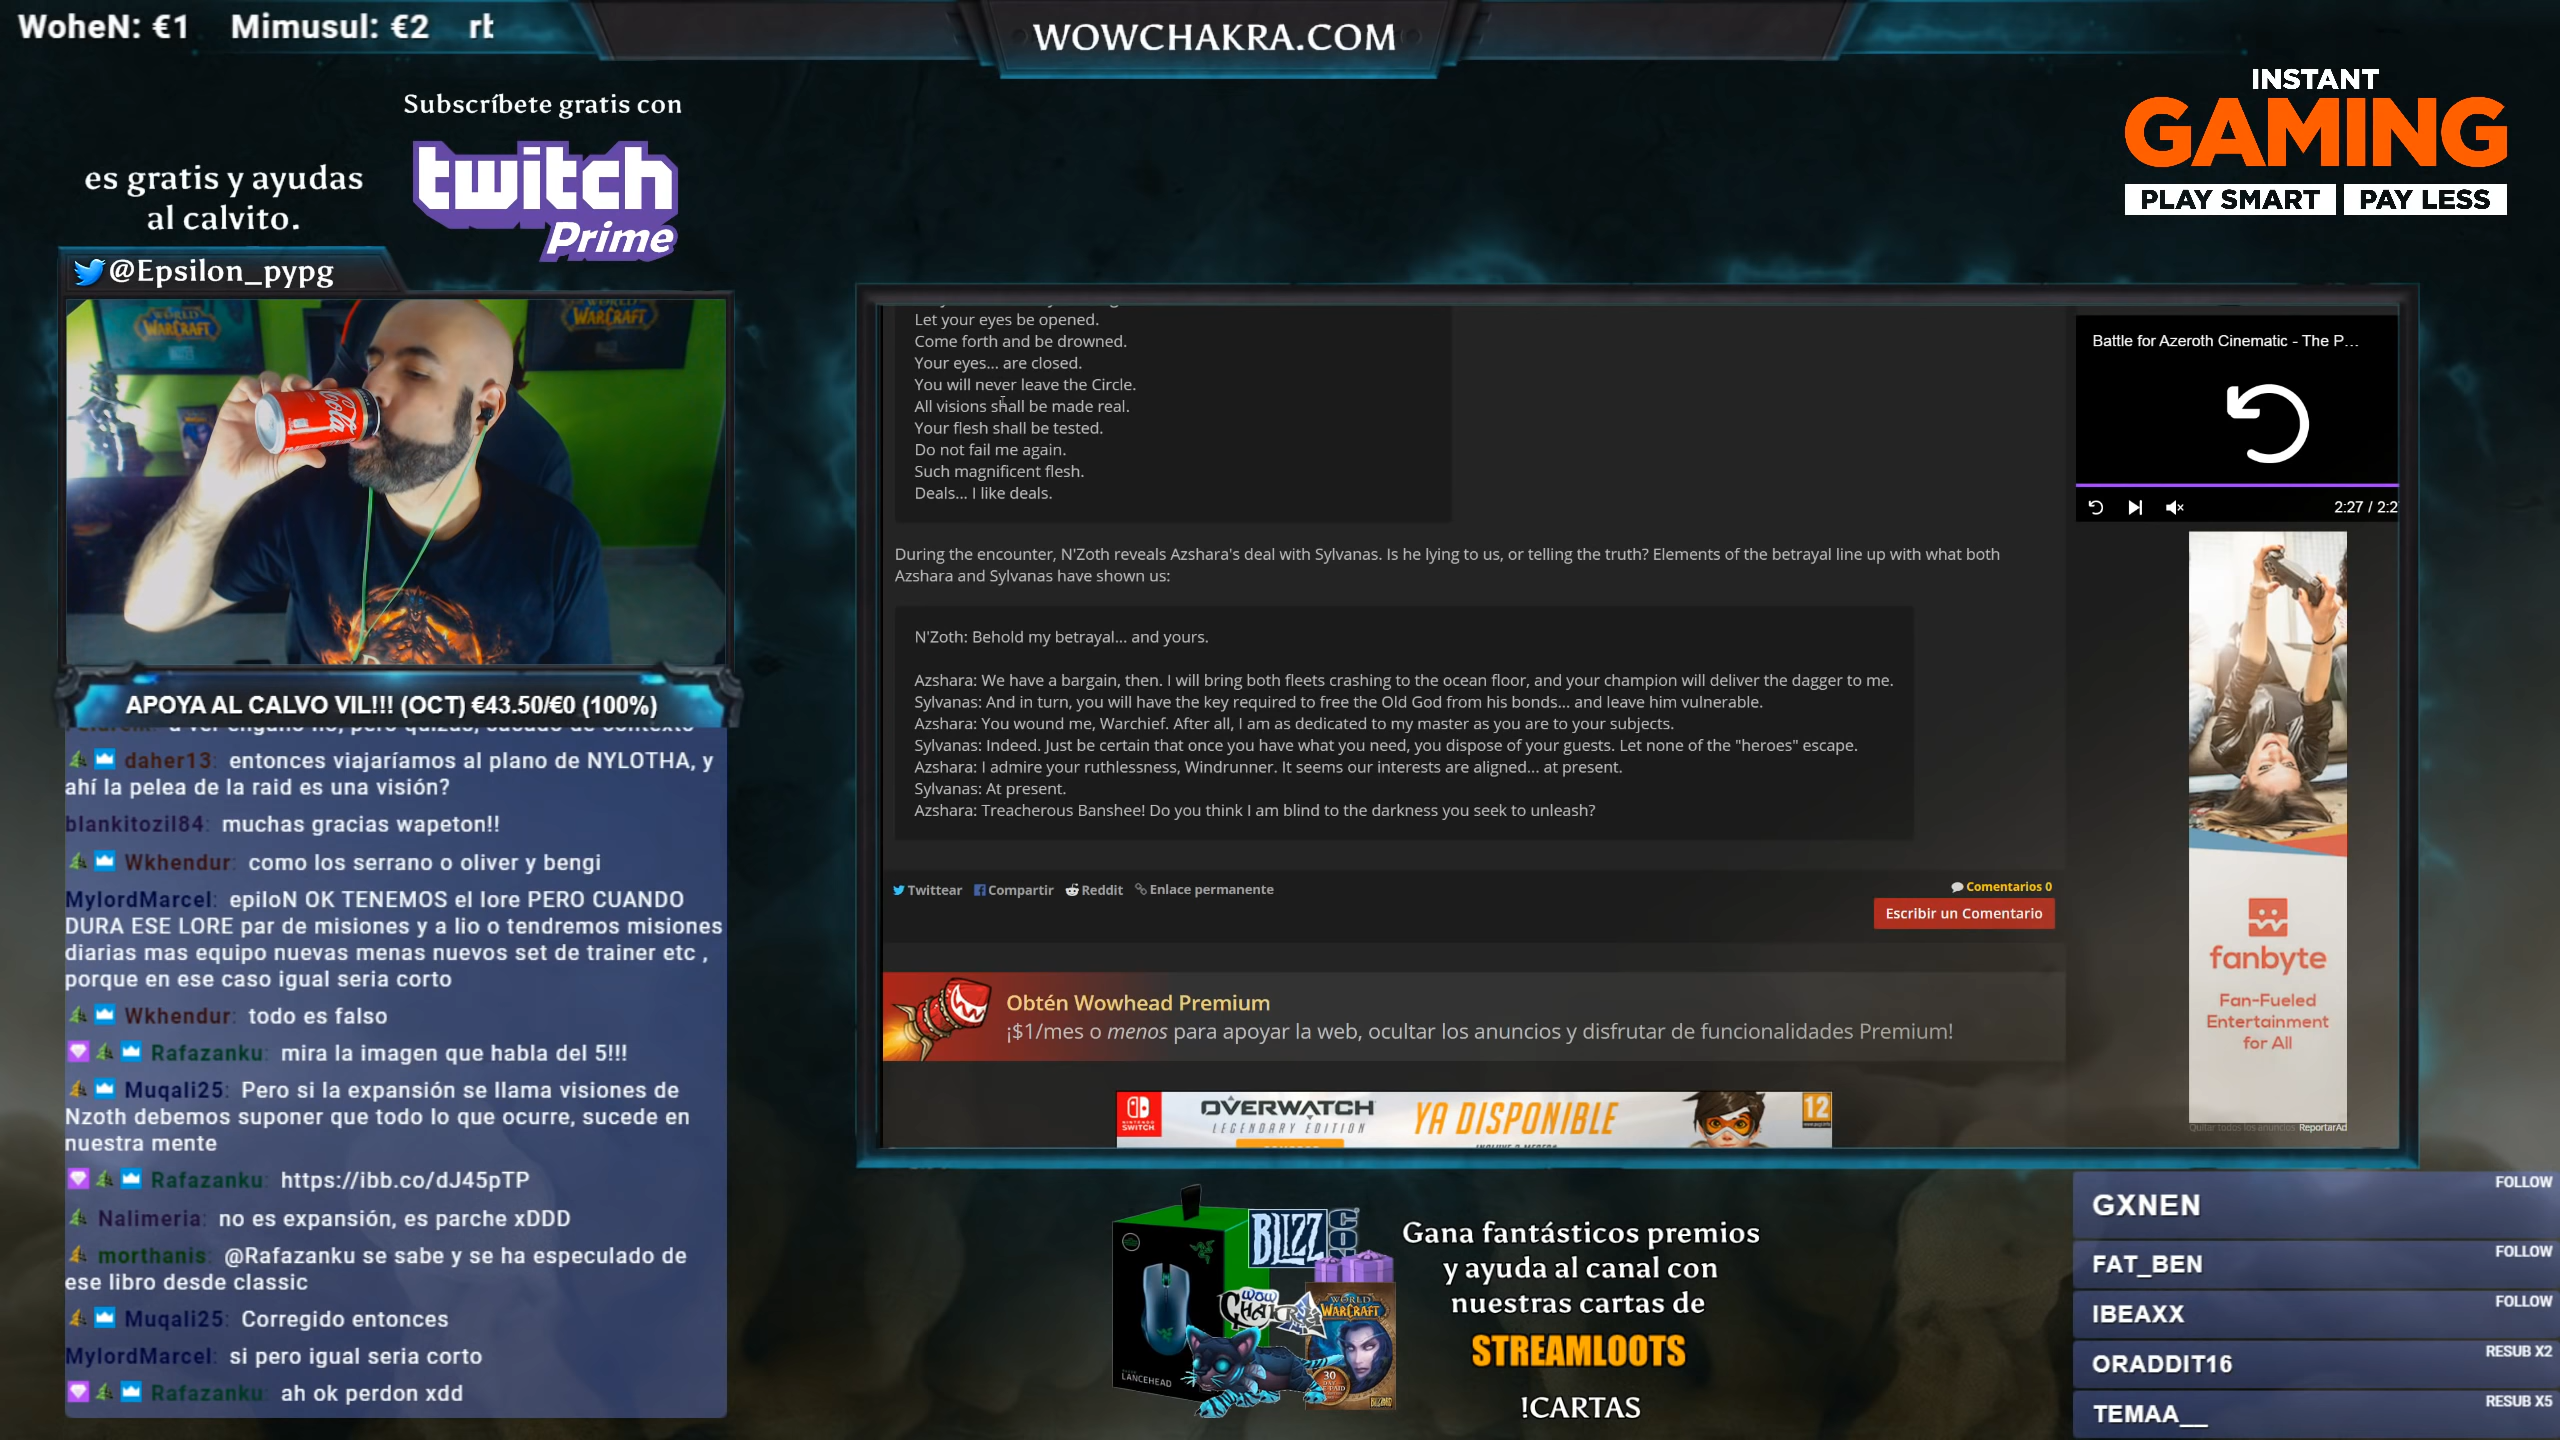 WoheN: €1 Mimusul: €2
WOWCHAKRA.COM
Subscríbete gratis con
twitch
Prime
es gratis y ayudas
al calvito.
INSTANT
GAMING
PLAY SMART PAY LESS
@Epsilon_pypg
WORLD
WARCRAFT
WORLD
WARCRAFT
Cola
APOYA AL CALVO VIL!!! (OCT) €43.50/€0 (100%)
daher13: entonces viajaríamos al plano de NYLOTHA, y
ahí la pelea de la raid es una visión?
blankitozil84: muchas gracias wapeton!!
Wkhendur: como los serrano o oliver y bengi
MylordMarcel: epiloN OK TENEMOS el lore PERO CUANDO
DURA ESE LORE par de misiones y a lio o tendremos misiones
diarias mas equipo nuevas menas nuevos set de trainer etc ,
porque en ese caso igual seria corto
Wkhendur: todo es falso
Rafazanku: mira la imagen que habla del 5!!!
Muqali25: Pero si la expansión se llama visiones de
Nzoth debemos suponer que todo lo que ocurre, sucede en
nuestra mente
Rafazanku: https://ibb.co/dJ45pTP
Nalimeria: no es expansión, es parche xDDD
morthanis: @Rafazanku se sabe y se ha especulado de
ese libro desde classic
Muqali25: Corregido entonces
MylordMarcel: si pero igual seria corto
Rafazanku: ah ok perdon xdd
Let your eyes be opened.
Come forth and be drowned.
Your eyes... are closed.
You will never leave the Circle.
All visions shall be made real.
Your flesh shall be tested.
Do not fail me again.
Such magnificent flesh.
Deals... I like deals.
During the encounter, N'Zoth reveals Azshara's deal with Sylvanas. Is he lying to us, or telling the truth? Elements of the betrayal line up with what both
Azshara and Sylvanas have shown us:
N'Zoth: Behold my betrayal... and yours.
Azshara: We have a bargain, then. I will bring both fleets crashing to the ocean floor, and your champion will deliver the dagger to me.
Sylvanas: And in turn, you will have the key required to free the Old God from his bonds... and leave him vulnerable.
Azshara: You wound me, Warchief. After all, I am as dedicated to my master as you are to your subjects.
Sylvanas: Indeed. Just be certain that once you have what you need, you dispose of your guests. Let none of the "heroes" escape.
Azshara: I admire your ruthlessness, Windrunner. It seems our interests are aligned... at present.
Sylvanas: At present.
Azshara: Treacherous Banshee! Do you think I am blind to the darkness you seek to unleash?
Twittear Compartir Reddit Enlace permanente
Comentarios 0
Escribir un Comentario
Obtén Wowhead Premium
¡$1/mes o menos para apoyar la web, ocultar los anuncios y disfrutar de funcionalidades Premium!
NINTENDO
SWITCH
OVERWATCH
LEGENDARY EDITION
YA DISPONIBLE
12
Battle for Azeroth Cinematic - The P...
2:27 / 2:2
fanbyte
Fan-Fueled
Entertainment
for All
Quitar todos los anuncios ReportarAd
BLIZZ
CON
WOW
CHAKRA
WORLD
WARCRAFT
30
LANCEHEAD
Gana fantásticos premios
y ayuda al canal con
nuestras cartas de
STREAMLOOTS
!CARTAS
FOLLOW
GXNEN
FOLLOW
FAT_BEN
FOLLOW
IBEAXX
RESUB X2
ORADDIT16
RESUB X5
TEMAA__